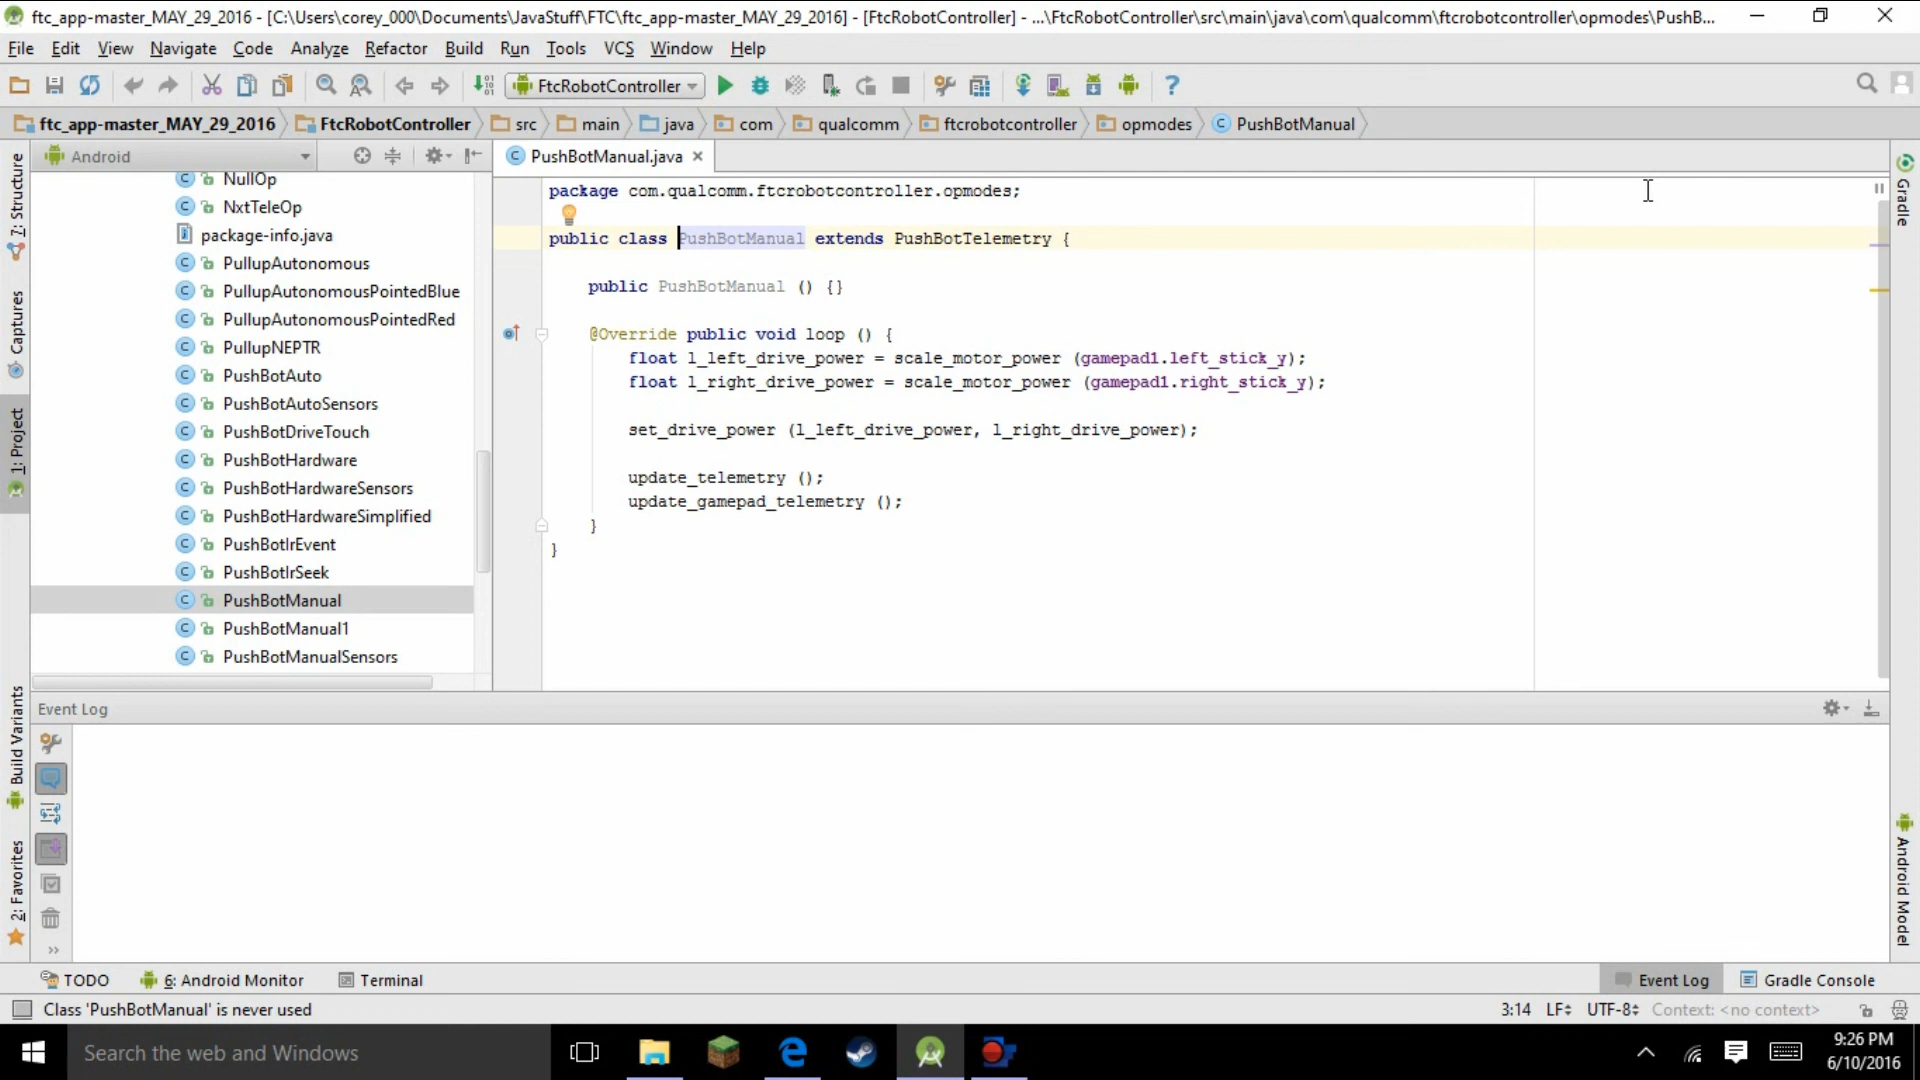 ftc_app-master_MAY_29_2016 - [C:\Users\corey_000\Documents\JavaStuff\FTC\ftc_app-master_MAY_29_2016] - [FtcRobotController] - ...\FtcRobotController\src\main\java\com\qualcomm\ftcrobotcontroller\opmodes\PushB...
File Edit View Navigate Code Analyze Refactor Build Run Tools VCS Window Help
FtcRobotController
ftc_app-master_MAY_29_2016 FtcRobotController src main java com qualcomm ftcrobotcontroller opmodes PushBotManual
Android
PushBotManual.java
7: Structure
Captures
1: Project
Build Variants
2: Favorites
NullOp
NxtTeleOp
package-info.java
PullupAutonomous
PullupAutonomousPointedBlue
PullupAutonomousPointedRed
PullupNEPTR
PushBotAuto
PushBotAutoSensors
PushBotDriveTouch
PushBotHardware
PushBotHardwareSensors
PushBotHardwareSimplified
PushBotIrEvent
PushBotIrSeek
PushBotManual
PushBotManual1
PushBotManualSensors
package com.qualcomm.ftcrobotcontroller.opmodes;
public class PushBotManual extends PushBotTelemetry {
public PushBotManual () {}
@Override public void loop () {
float l_left_drive_power = scale_motor_power (gamepad1.left_stick_y);
float l_right_drive_power = scale_motor_power (gamepad1.right_stick_y);
set_drive_power (l_left_drive_power, l_right_drive_power);
update_telemetry ();
update_gamepad_telemetry ();
}
}
Gradle
Android Model
Event Log
TODO 6: Android Monitor Terminal Event Log Gradle Console
Class 'PushBotManual' is never used 3:14 LF UTF-8 Context: <no context>
Search the web and Windows
9:26 PM
6/10/2016